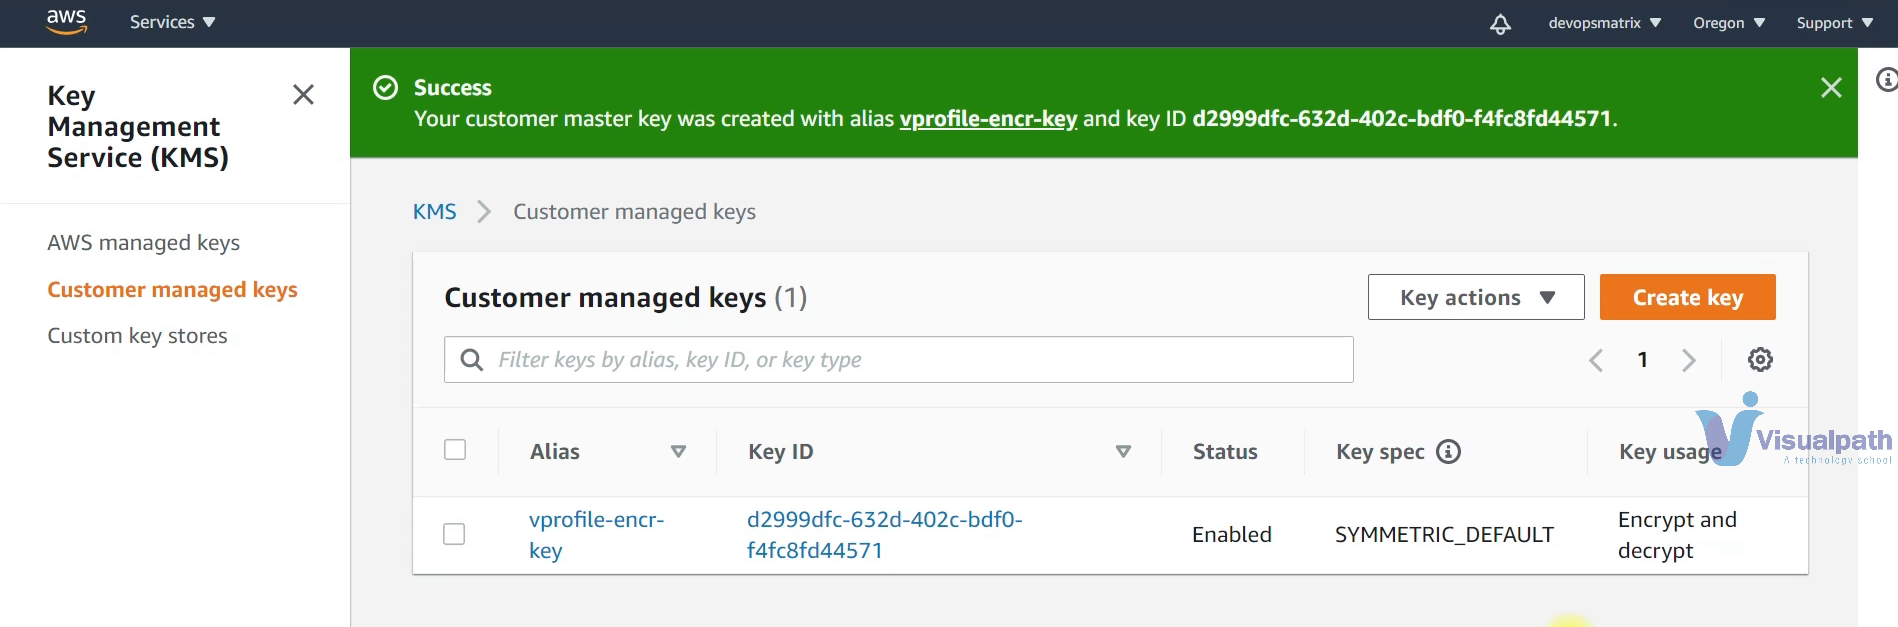 aws Services devopsmatrix Oregon Support
Key
Management
Service (KMS)
AWS managed keys
Customer managed keys
Custom key stores
Success
Your customer master key was created with alias vprofile-encr-key and key ID d2999dfc-632d-402c-bdf0-f4fc8fd44571.
KMS Customer managed keys
Customer managed keys (1)
Key actions
Create key
Filter keys by alias, key ID, or key type
1
Alias Key ID Status Key spec Key usage
vprofile-encr-
key
d2999dfc-632d-402c-bdf0-
f4fc8fd44571
Enabled
SYMMETRIC_DEFAULT
Encrypt and
decrypt
Visualpath
A technology school